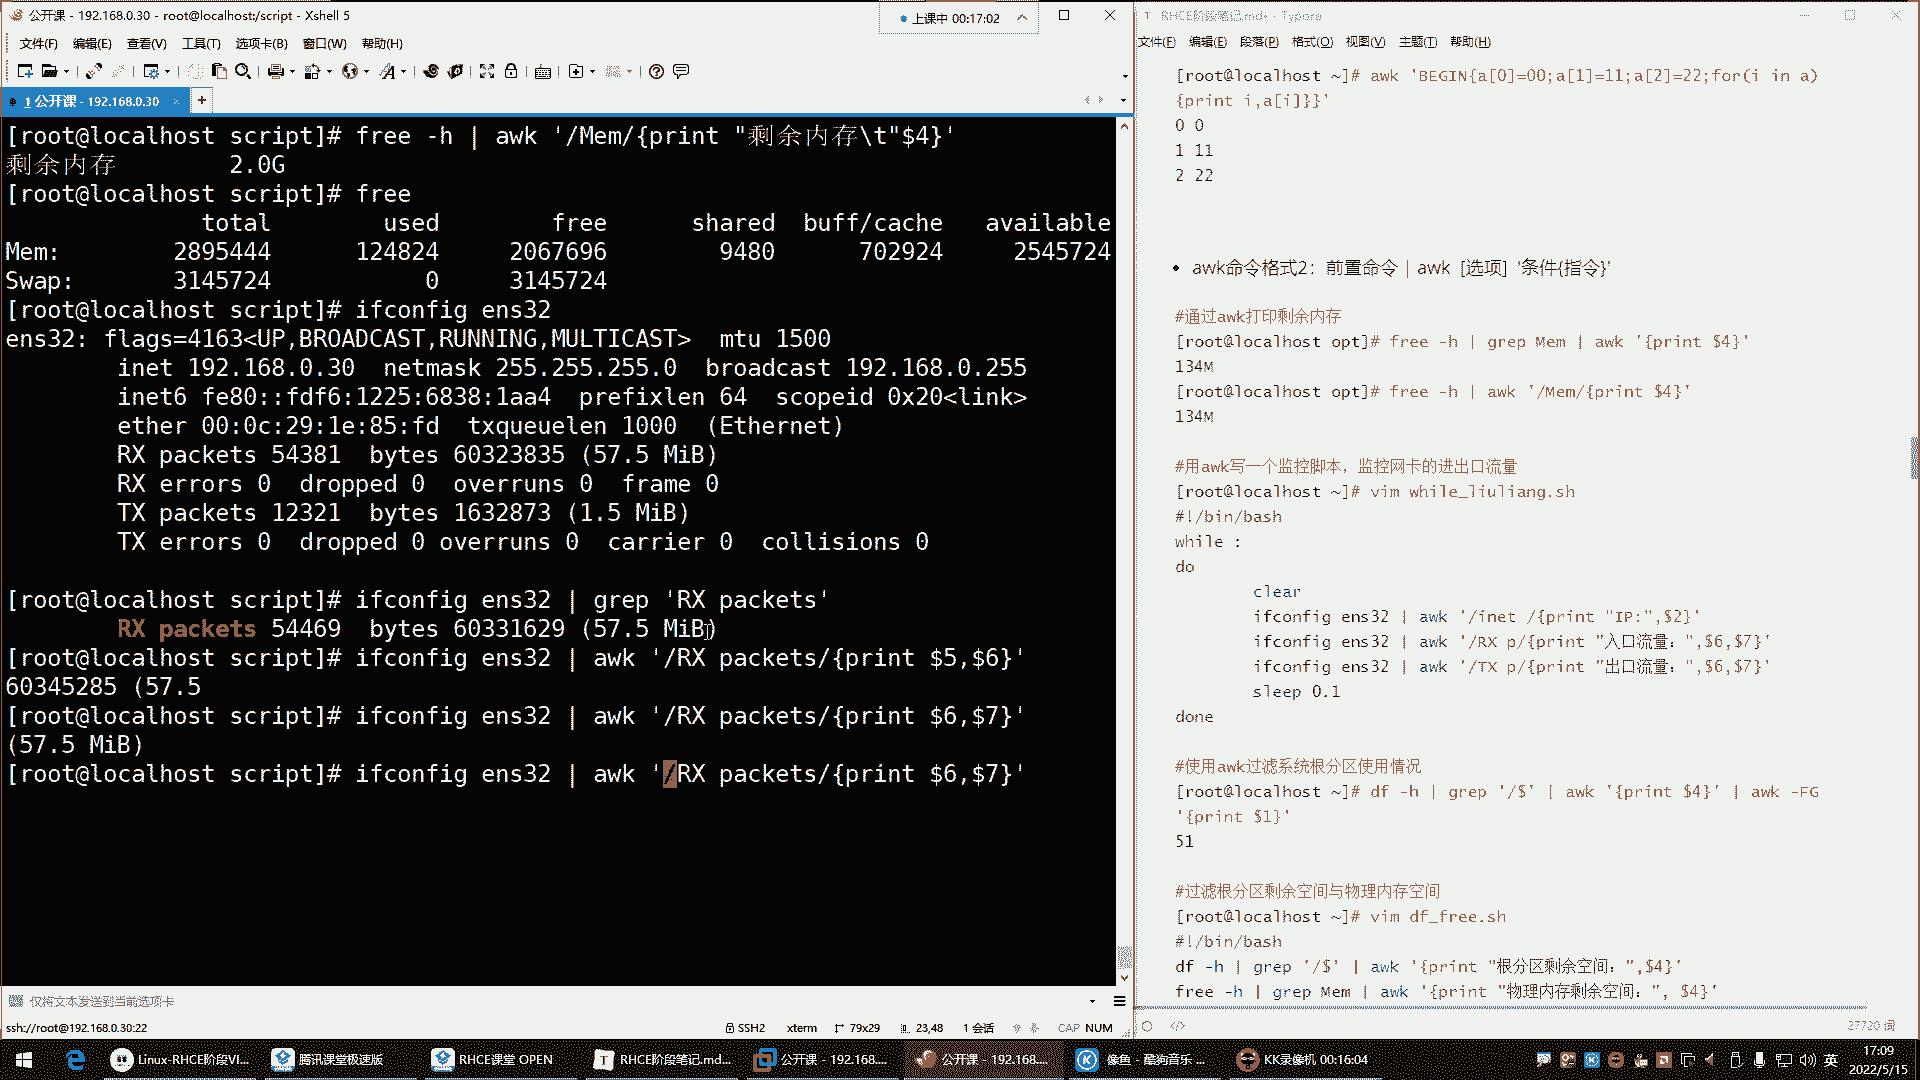 公开课 - 192.168.0.30 - root@localhost:/script - Xshell 5
上课中 00:17:02
文件(F) 编辑(E) 查看(V) 工具(T) 选项卡(B) 窗口(W) 帮助(H)
1 公开课 - 192.168.0.30 × +
[root@localhost script]# free -h | awk '/Mem/{print "剩余内存\t"$4}'
剩余内存 2.0G
[root@localhost script]# free
total used free shared buff/cache available
Mem: 2895444 124824 2067696 9480 702924 2545724
Swap: 3145724 0 3145724
[root@localhost script]# ifconfig ens32
ens32: flags=4163<UP,BROADCAST,RUNNING,MULTICAST> mtu 1500
inet 192.168.0.30 netmask 255.255.255.0 broadcast 192.168.0.255
inet6 fe80::fdf6:1225:6838:1aa4 prefixlen 64 scopeid 0x20<link>
ether 00:0c:29:1e:85:fd txqueuelen 1000 (Ethernet)
RX packets 54381 bytes 60323835 (57.5 MiB)
RX errors 0 dropped 0 overruns 0 frame 0
TX packets 12321 bytes 1632873 (1.5 MiB)
TX errors 0 dropped 0 overruns 0 carrier 0 collisions 0
[root@localhost script]# ifconfig ens32 | grep 'RX packets'
RX packets 54469 bytes 60331629 (57.5 MiB)
[root@localhost script]# ifconfig ens32 | awk '/RX packets/{print $5,$6}'
60345285 (57.5
[root@localhost script]# ifconfig ens32 | awk '/RX packets/{print $6,$7}'
(57.5 MiB)
[root@localhost script]# ifconfig ens32 | awk '/RX packets/{print $6,$7}'
仅将文本发送到当前选项卡
ssh://root@192.168.0.30:22 SSH2 xterm 79x29 23,48 1 会话 CAP NUM
RHCE阶段笔记.md• - Typora
文件(F) 编辑(E) 段落(P) 格式(O) 视图(V) 主题(T) 帮助(H)
[root@localhost ~]# awk 'BEGIN{a[0]=00;a[1]=11;a[2]=22;for(i in a)
{print i,a[i]}}'
0 0
1 11
2 22
• awk命令格式2：前置命令 | awk [选项] '条件{指令}'
#通过awk打印剩余内存
[root@localhost opt]# free -h | grep Mem | awk '{print $4}'
134M
[root@localhost opt]# free -h | awk '/Mem/{print $4}'
134M
#用awk写一个监控脚本，监控网卡的进出口流量
[root@localhost ~]# vim while_liuliang.sh
#!/bin/bash
while :
do
clear
ifconfig ens32 | awk '/inet /{print "IP:",$2}'
ifconfig ens32 | awk '/RX p/{print "入口流量：",$6,$7}'
ifconfig ens32 | awk '/TX p/{print "出口流量：",$6,$7}'
sleep 0.1
done
#使用awk过滤系统根分区使用情况
[root@localhost ~]# df -h | grep '/$' | awk '{print $4}' | awk -FG
'{print $1}'
51
#过滤根分区剩余空间与物理内存空间
[root@localhost ~]# vim df_free.sh
#!/bin/bash
df -h | grep '/$' | awk '{print "根分区剩余空间：",$4}'
free -h | grep Mem | awk '{print "物理内存剩余空间：", $4}'
</> 27720 词
Linux-RHCE阶段VI... 腾讯课堂极速版 RHCE课堂 OPEN RHCE阶段笔记.md... 公开课 - 192.168.... 公开课 - 192.168.... 像鱼 - 酷狗音乐 ... KK录像机 00:16:04 英 17:09
2022/5/15